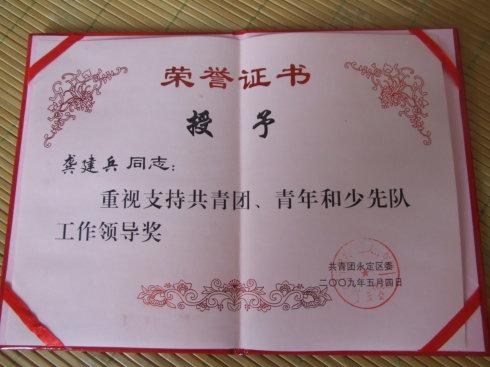 荣誉证书
授予
龚建兵同志:
重视支持共青团、青年和少先队
工作领导奖
共青团永定区委
二〇〇九年五月四日